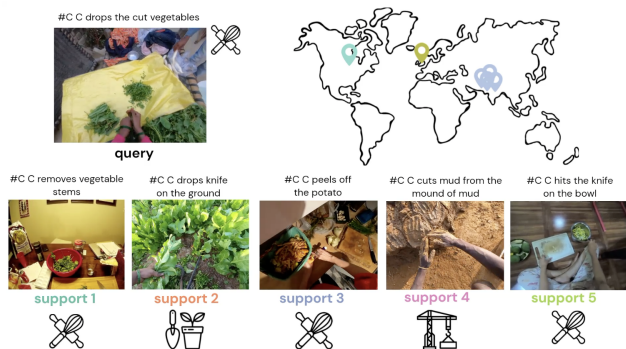 #C C drops the cut vegetables
query
#C C removes vegetable
stems
#C C drops knife
on the ground
#C C peels off
the potato
#C C cuts mud from the
mound of mud
#C C hits the knife
on the bowl
support 1
support 2
support 3
support 4
support 5